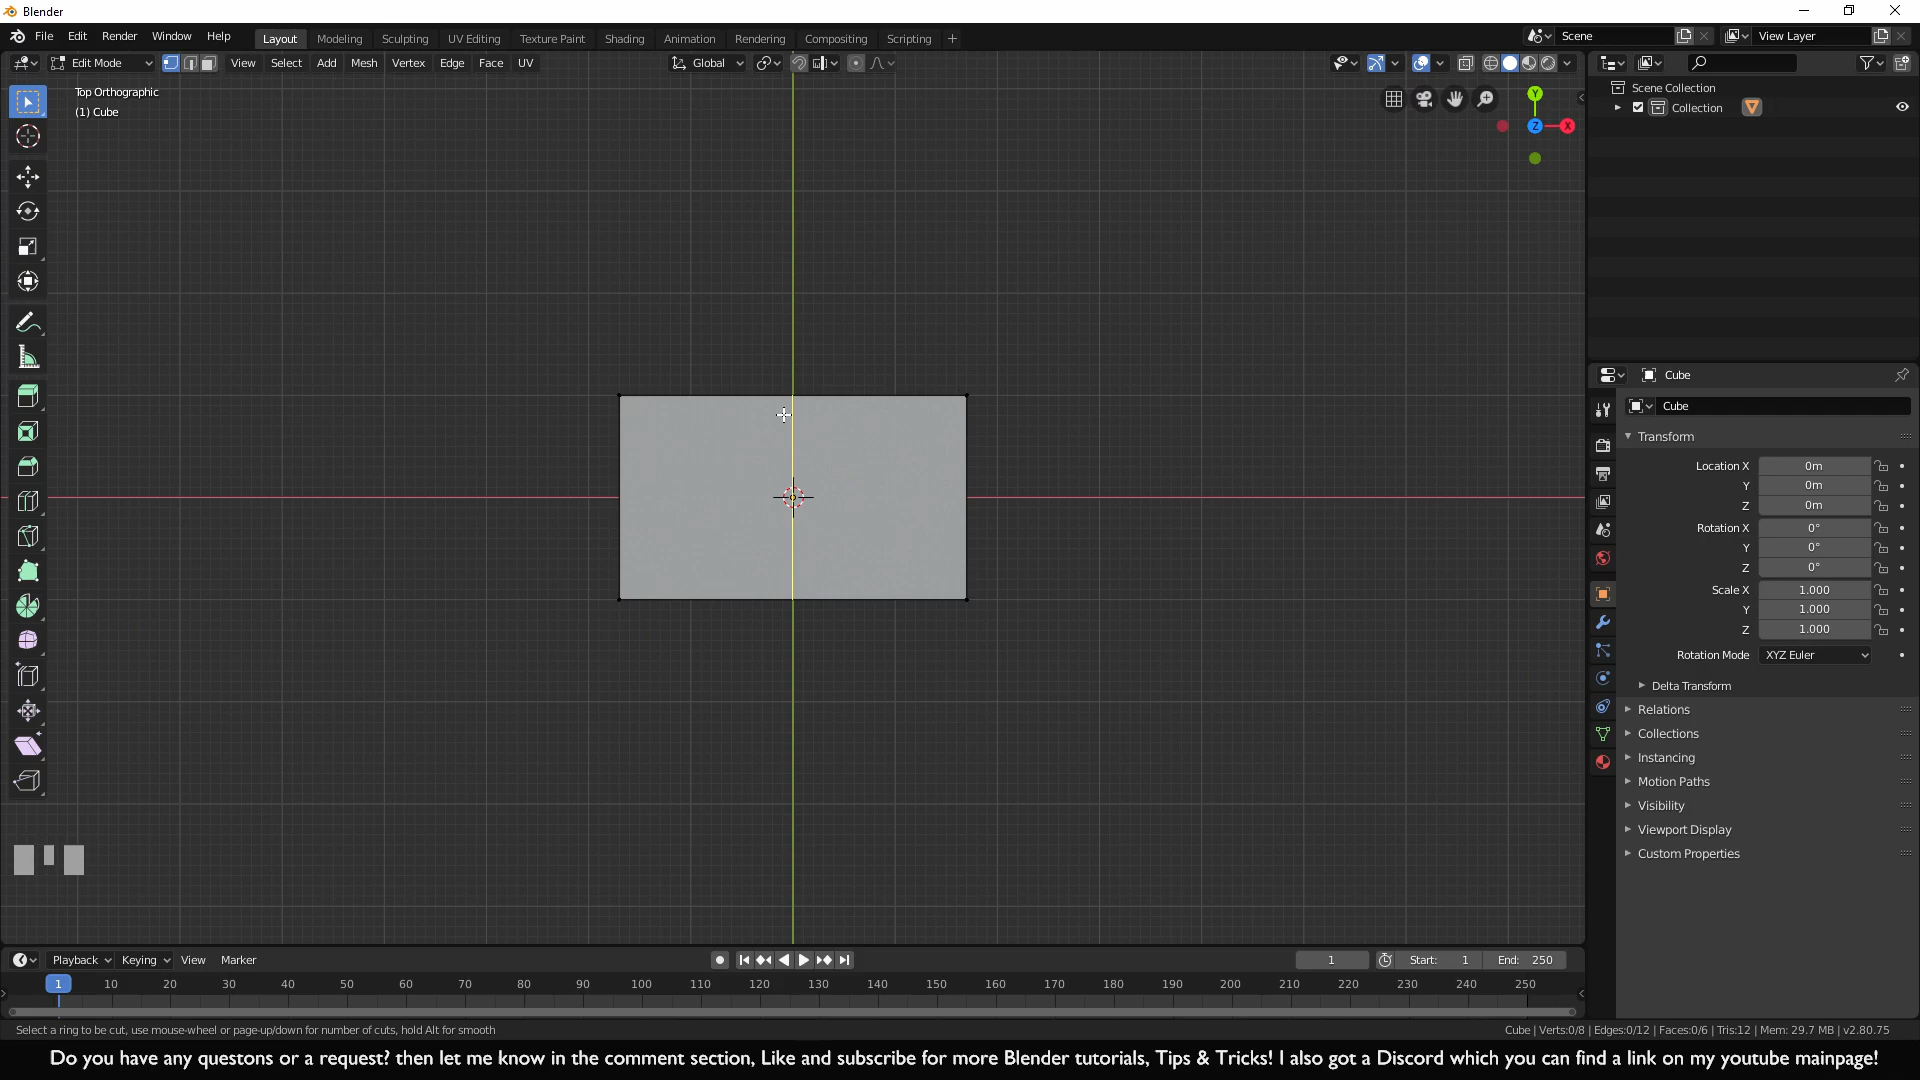 Blender
File Edit Render Window Help
Layout Modeling Sculpting UV Editing Texture Paint Shading Animation Rendering Compositing Scripting +
Scene
View Layer
Edit Mode
View Select Add Mesh Vertex Edge Face UV
Global
Top Orthographic
(1) Cube
Y
Z X
Scene Collection
Collection
Cube
Cube
Transform
Location X 0m
Y 0m
Z 0m
Rotation X 0°
Y 0°
Z 0°
Scale X 1.000
Y 1.000
Z 1.000
Rotation Mode XYZ Euler
Delta Transform
Relations
Collections
Instancing
Motion Paths
Visibility
Viewport Display
Custom Properties
Playback Keying View Marker
1 Start: 1 End: 250
1 10 20 30 40 50 60 70 80 90 100 110 120 130 140 150 160 170 180 190 200 210 220 230 240 250
Select a ring to be cut, use mouse-wheel or page-up/down for number of cuts, hold Alt for smooth
Cube | Verts:0/8 | Edges:0/12 | Faces:0/6 | Tris:12 | Mem: 29.7 MB | v2.80.75
Do you have any questons or a request? then let me know in the comment section, Like and subscribe for more Blender tutorials, Tips & Tricks! I also got a Discord which you can find a link on my youtube mainpage!